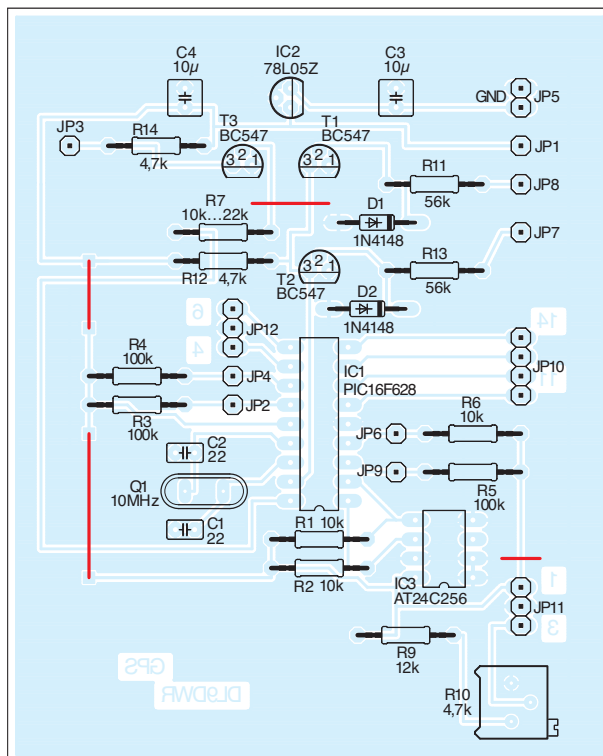 C4
10µ
IC2
78L05Z
C3
10µ
GND
JP5
JP3
R14
4,7k
T3
BC547
3 2 1
T1
BC547
3 2 1
JP1
R11
56k
JP8
R7
10k...22k
D1
1N4148
JP7
R12 4,7k
T2
BC547
3 2 1
R13
56k
D2
1N4148
6
JP12
4
14
JP10
11
R4
100k
JP4
IC1
PIC16F628
R3
100k
JP2
R6
10k
JP6
C2
22
JP9
R5
100k
Q1
10MHz
C1
22
R1 10k
R2 10k
IC3
AT24C256
1
JP11
3
R9
12k
R10
4,7k
GPS
DL9DWR